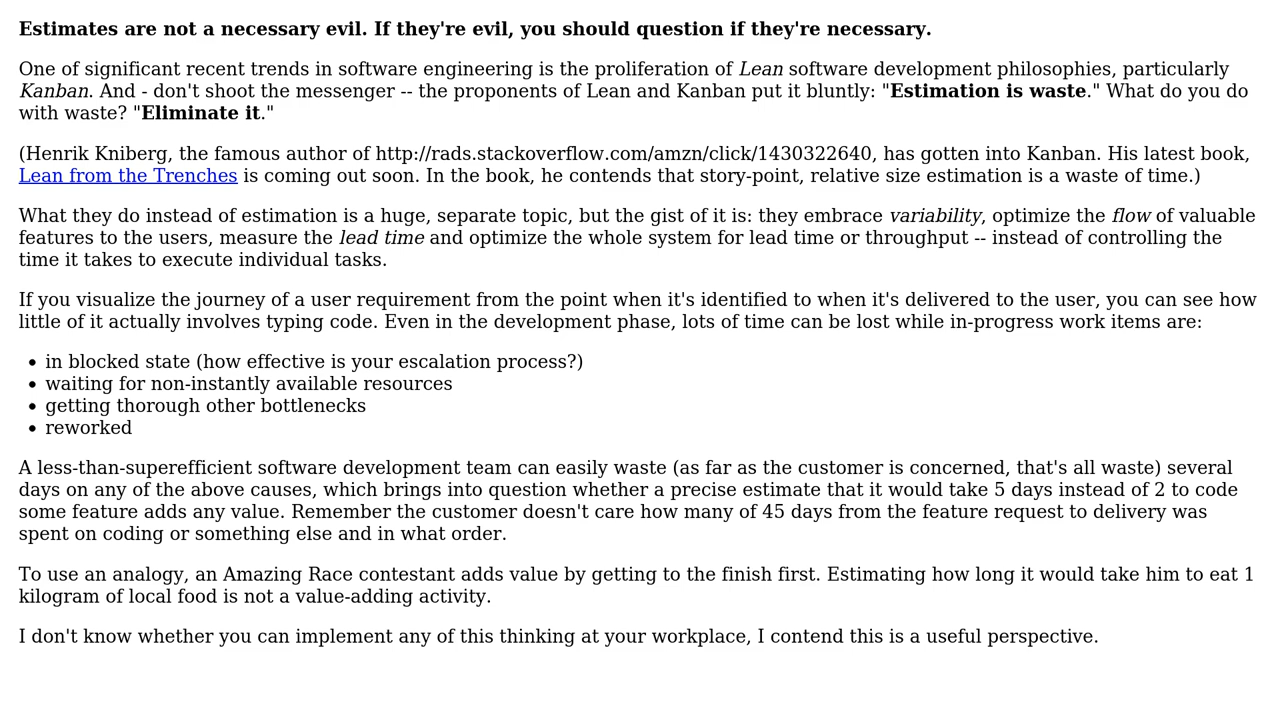 Estimates are not a necessary evil. If they're evil, you should question if they're necessary.
One of significant recent trends in software engineering is the proliferation of Lean software development philosophies, particularly
Kanban. And - don't shoot the messenger -- the proponents of Lean and Kanban put it bluntly: "Estimation is waste." What do you do
with waste? "Eliminate it."
(Henrik Kniberg, the famous author of http://rads.stackoverflow.com/amzn/click/1430322640, has gotten into Kanban. His latest book,
Lean from the Trenches is coming out soon. In the book, he contends that story-point, relative size estimation is a waste of time.)
What they do instead of estimation is a huge, separate topic, but the gist of it is: they embrace variability, optimize the flow of valuable
features to the users, measure the lead time and optimize the whole system for lead time or throughput -- instead of controlling the
time it takes to execute individual tasks.
If you visualize the journey of a user requirement from the point when it's identified to when it's delivered to the user, you can see how
little of it actually involves typing code. Even in the development phase, lots of time can be lost while in-progress work items are:
• in blocked state (how effective is your escalation process?)
• waiting for non-instantly available resources
• getting thorough other bottlenecks
• reworked
A less-than-superefficient software development team can easily waste (as far as the customer is concerned, that's all waste) several
days on any of the above causes, which brings into question whether a precise estimate that it would take 5 days instead of 2 to code
some feature adds any value. Remember the customer doesn't care how many of 45 days from the feature request to delivery was
spent on coding or something else and in what order.
To use an analogy, an Amazing Race contestant adds value by getting to the finish first. Estimating how long it would take him to eat 1
kilogram of local food is not a value-adding activity.
I don't know whether you can implement any of this thinking at your workplace, I contend this is a useful perspective.